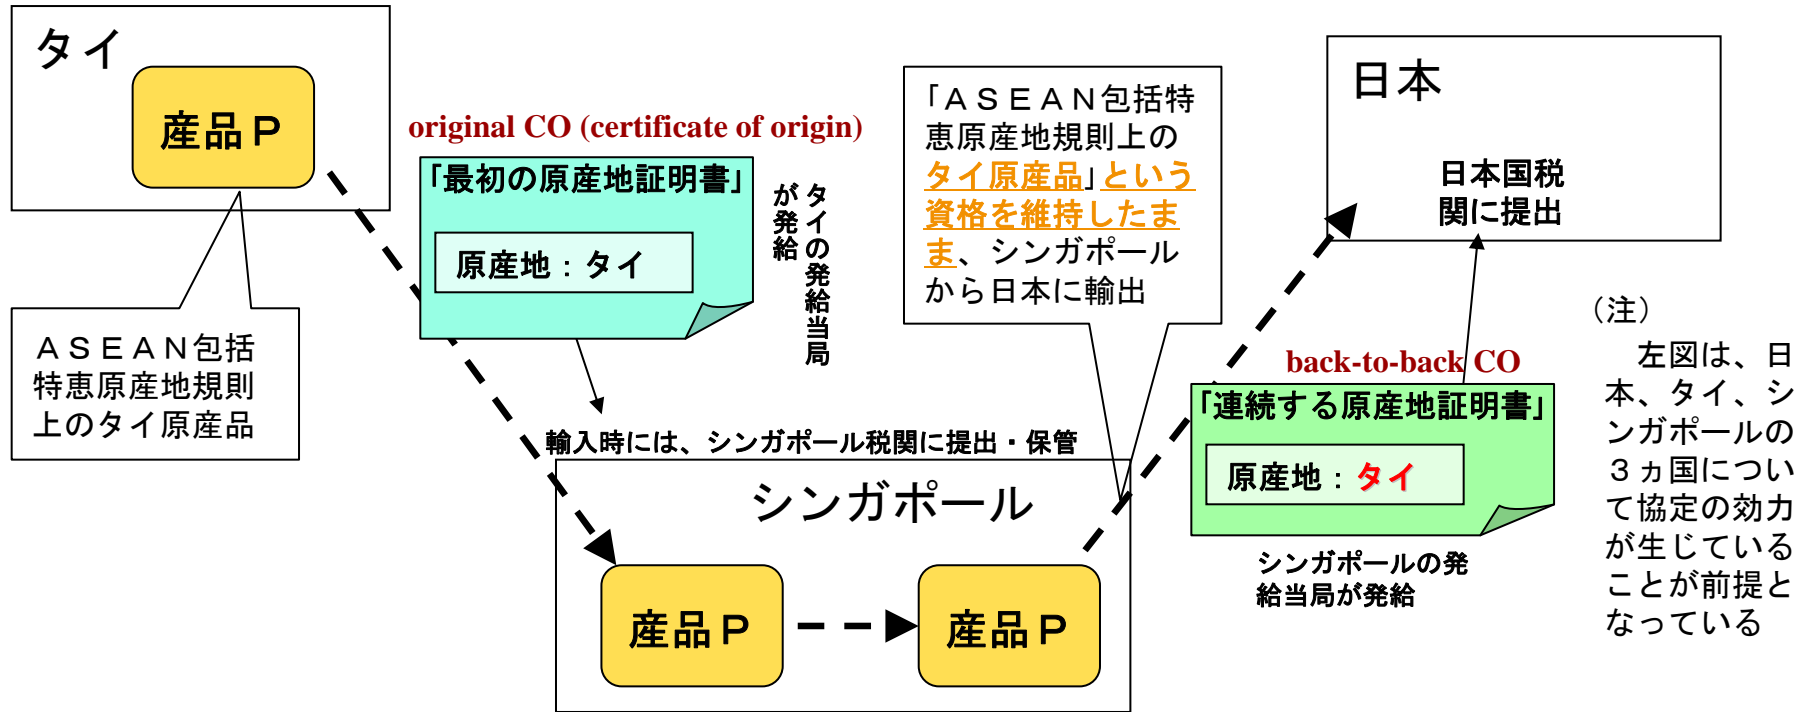 タイ
産品Ｐ
ＡＳＥＡＮ包括
特恵原産地規則
上のタイ原産品
original CO (certificate of origin)
「最初の原産地証明書」
原産地：タイ
タイの発給当局
が発給
輸入時には、シンガポール税関に提出・保管
シンガポール
産品Ｐ
産品Ｐ
「ＡＳＥＡＮ包括特
恵原産地規則上の
タイ原産品」という
資格を維持したま
ま、シンガポール
から日本に輸出
日本
日本国税
関に提出
back-to-back CO
「連続する原産地証明書」
原産地：タイ
シンガポールの発
給当局が発給
（注）
左図は、日
本、タイ、シ
ンガポールの
３ヵ国につい
て協定の効力
が生じている
ことが前提と
なっている